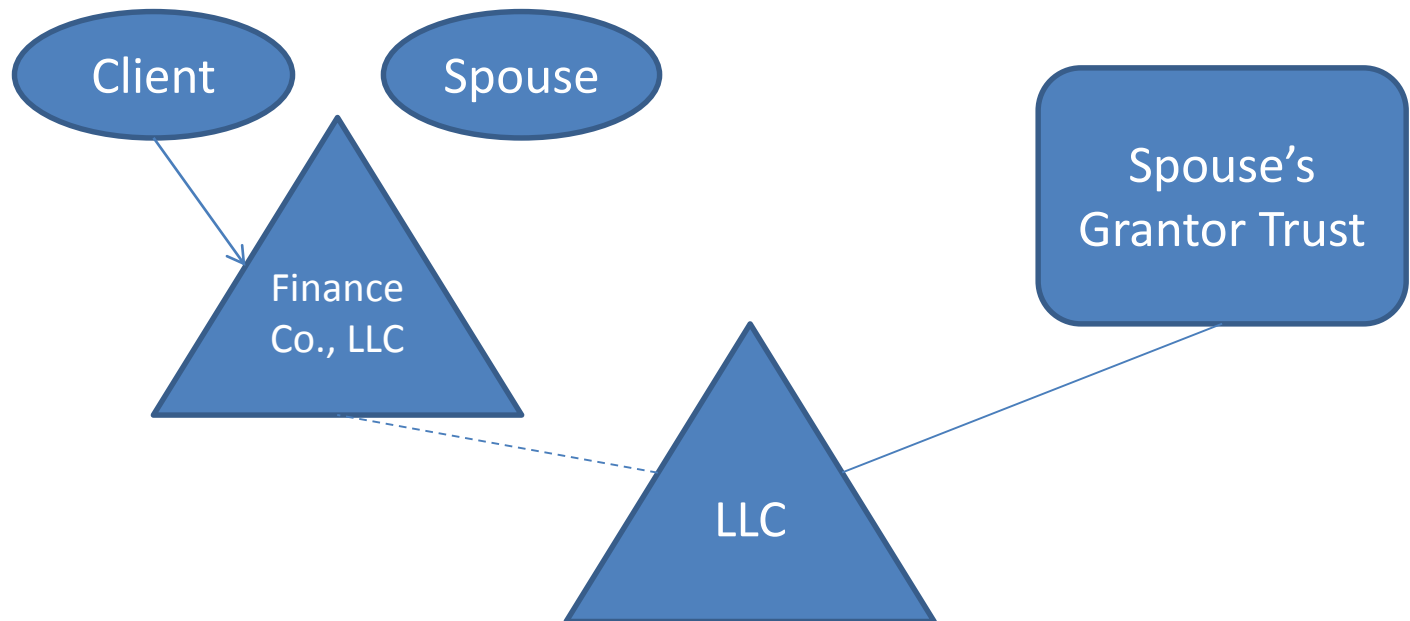 Client
Spouse
Spouse’s
Grantor Trust
Finance
Co., LLC
LLC